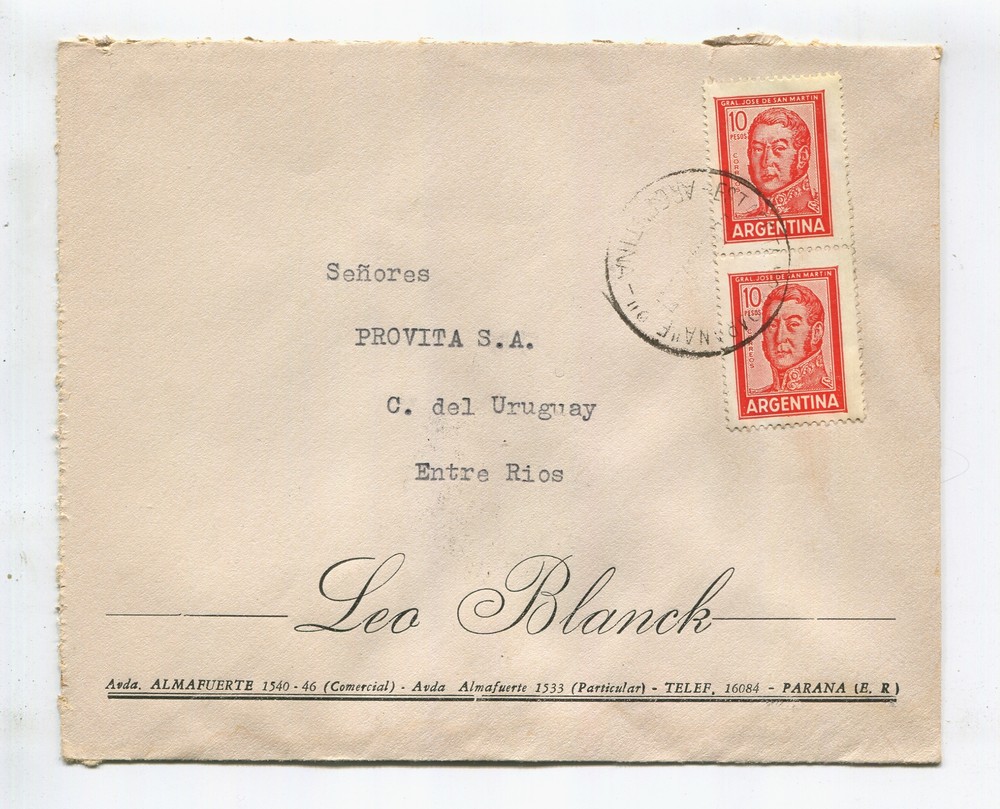 GRAL. JOSE DE SAN MARTIN
10
PESOS
CORREOS
ARGENTINA
GRAL. JOSE DE SAN MARTIN
10
PESOS
CORREOS
ARGENTINA
Señores
PROVITA S.A.
C. del Uruguay
Entre Rios
Leo Blanck
Avda. ALMAFUERTE 1540 - 46 (Comercial) - Avda Almafuerte 1533 (Particular) - TELEF. 16084 - PARANA (E. R)